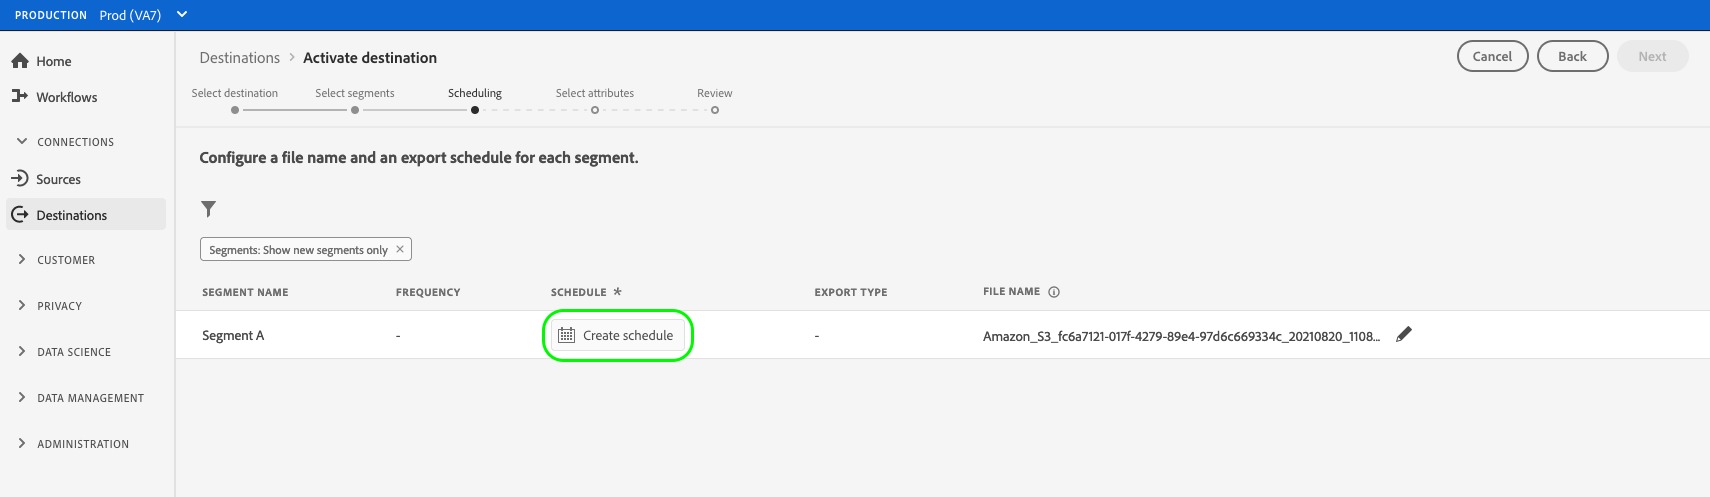 PRODUCTION Prod (VA7)
Home
Workflows
CONNECTIONS
Sources
Destinations
CUSTOMER
PRIVACY
DATA SCIENCE
DATA MANAGEMENT
ADMINISTRATION
Destinations > Activate destination
Cancel Back Next
Select destination Select segments Scheduling Select attributes Review
Configure a file name and an export schedule for each segment.
Segments: Show new segments only ×
SEGMENT NAME FREQUENCY SCHEDULE * EXPORT TYPE FILE NAME
Segment A - Create schedule - Amazon_S3_fc6a7121-017f-4279-89e4-97d6c669334c_20210820_1108...